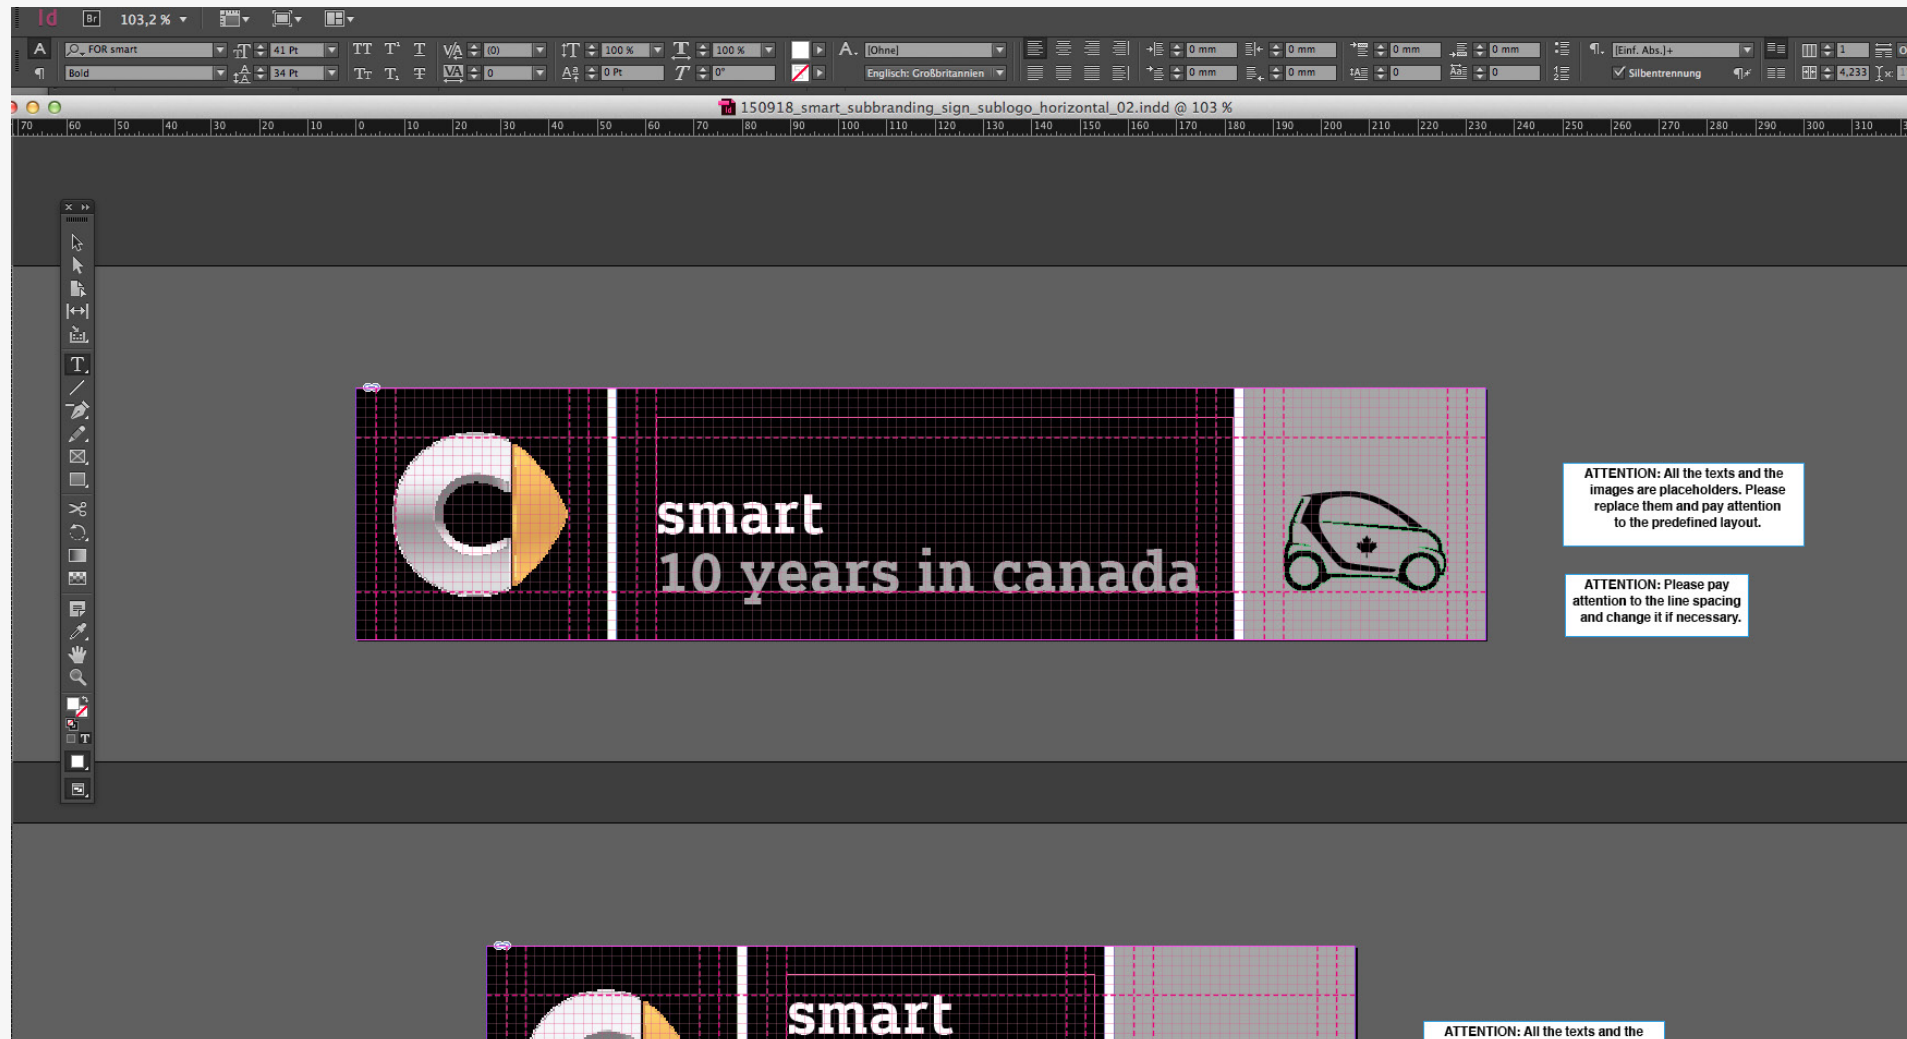 Id Br 103,2 %
A FOR smart 41 Pt TT T¹ T V/A (0) 100 % 100 % A. [Ohne] 0 mm 0 mm 0 mm 0 mm [Einf. Abs.]+ 1
Bold 34 Pt TT T₁ T VA 0 0 Pt 0° Englisch: Großbritannien 0 mm 0 mm 0 0 Silbentrennung 4,233
150918_smart_subbranding_sign_sublogo_horizontal_02.indd @ 103 %
70 60 50 40 30 20 10 0 10 20 30 40 50 60 70 80 90 100 110 120 130 140 150 160 170 180 190 200 210 220 230 240 250 260 270 280 290 300 310
smart
10 years in canada
ATTENTION: All the texts and the
images are placeholders. Please
replace them and pay attention
to the predefined layout.
ATTENTION: Please pay
attention to the line spacing
and change it if necessary.
smart
ATTENTION: All the texts and the